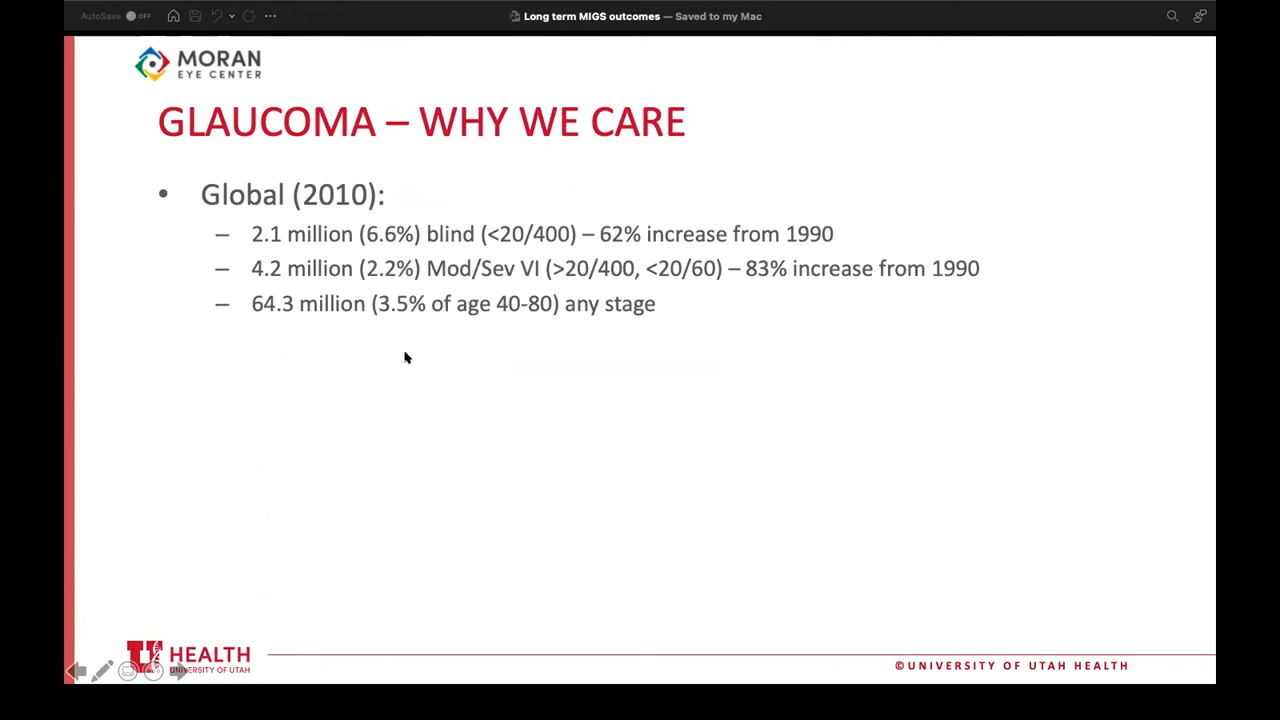 AutoSave OFF
Long term MIGS outcomes — Saved to my Mac
MORAN
EYE CENTER
GLAUCOMA – WHY WE CARE
• Global (2010):
– 2.1 million (6.6%) blind (<20/400) – 62% increase from 1990
– 4.2 million (2.2%) Mod/Sev VI (>20/400, <20/60) – 83% increase from 1990
– 64.3 million (3.5% of age 40-80) any stage
U HEALTH
UNIVERSITY OF UTAH
©UNIVERSITY OF UTAH HEALTH